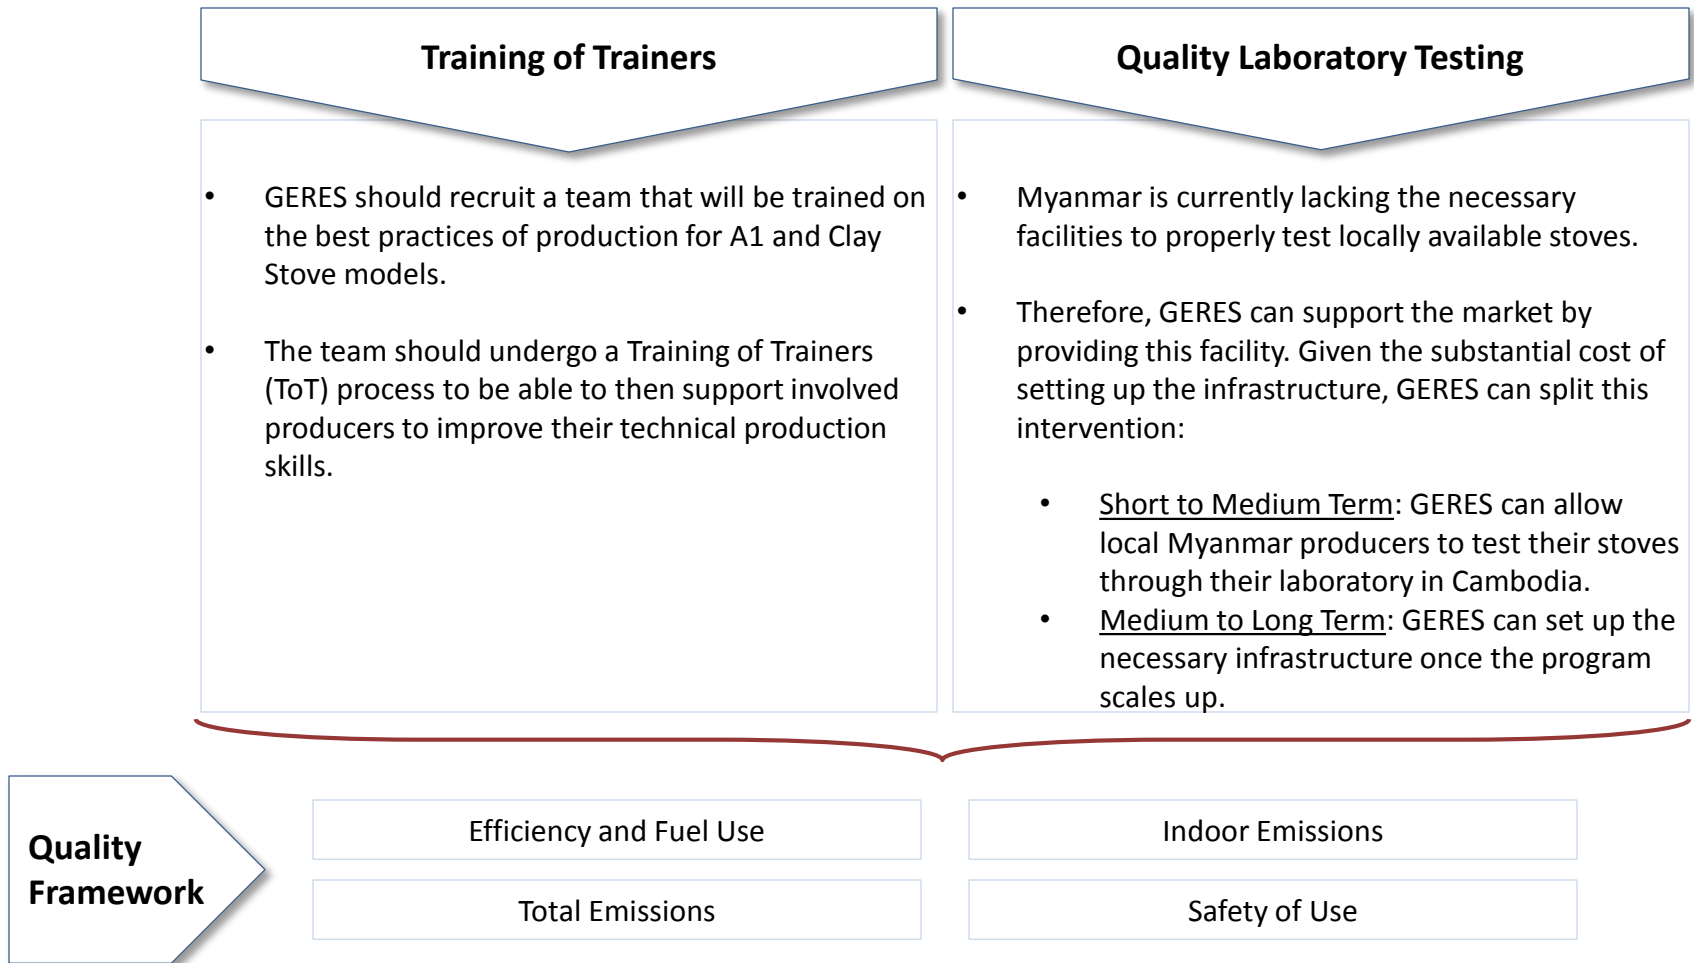 Training of Trainers
• GERES should recruit a team that will be trained on
the best practices of production for A1 and Clay
Stove models.
• The team should undergo a Training of Trainers
(ToT) process to be able to then support involved
producers to improve their technical production
skills.
Quality Laboratory Testing
• Myanmar is currently lacking the necessary
facilities to properly test locally available stoves.
• Therefore, GERES can support the market by
providing this facility. Given the substantial cost of
setting up the infrastructure, GERES can split this
intervention:
• Short to Medium Term: GERES can allow
local Myanmar producers to test their stoves
through their laboratory in Cambodia.
• Medium to Long Term: GERES can set up the
necessary infrastructure once the program
scales up.
Quality
Framework
Efficiency and Fuel Use
Indoor Emissions
Total Emissions
Safety of Use